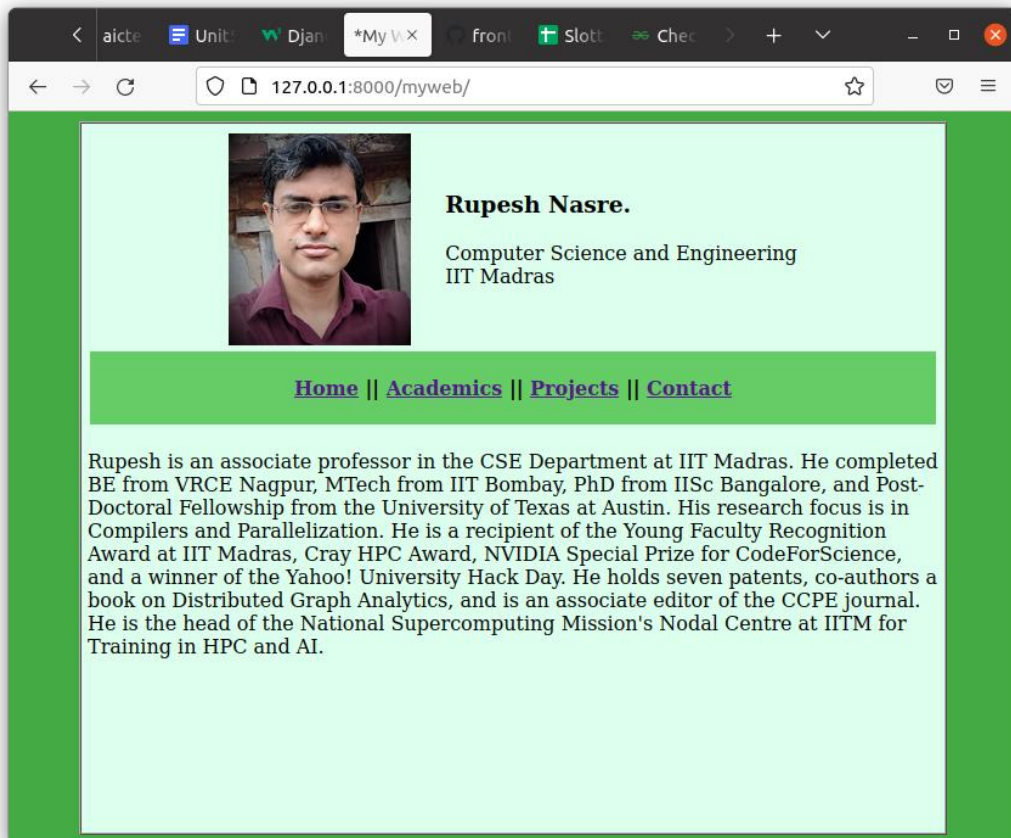 aicte Unit Djan *My W fron Slott Chec
127.0.0.1:8000/myweb/
Rupesh Nasre.
Computer Science and Engineering
IIT Madras
Home || Academics || Projects || Contact
Rupesh is an associate professor in the CSE Department at IIT Madras. He completed
BE from VRCE Nagpur, MTech from IIT Bombay, PhD from IISc Bangalore, and Post-
Doctoral Fellowship from the University of Texas at Austin. His research focus is in
Compilers and Parallelization. He is a recipient of the Young Faculty Recognition
Award at IIT Madras, Cray HPC Award, NVIDIA Special Prize for CodeForScience,
and a winner of the Yahoo! University Hack Day. He holds seven patents, co-authors a
book on Distributed Graph Analytics, and is an associate editor of the CCPE journal.
He is the head of the National Supercomputing Mission's Nodal Centre at IITM for
Training in HPC and AI.